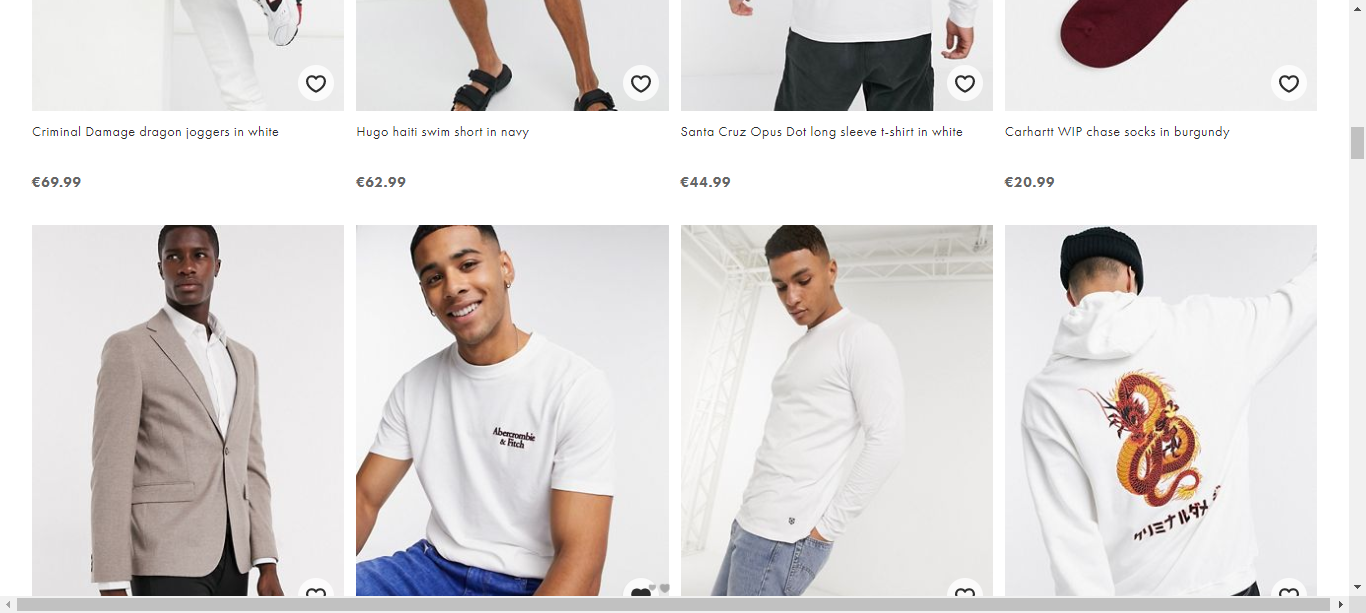 Criminal Damage dragon joggers in white
Hugo haiti swim short in navy
Santa Cruz Opus Dot long sleeve t-shirt in white
Carhartt WIP chase socks in burgundy
€69.99
€62.99
€44.99
€20.99
Abercrombie
& Fitch
クリミナルダメ